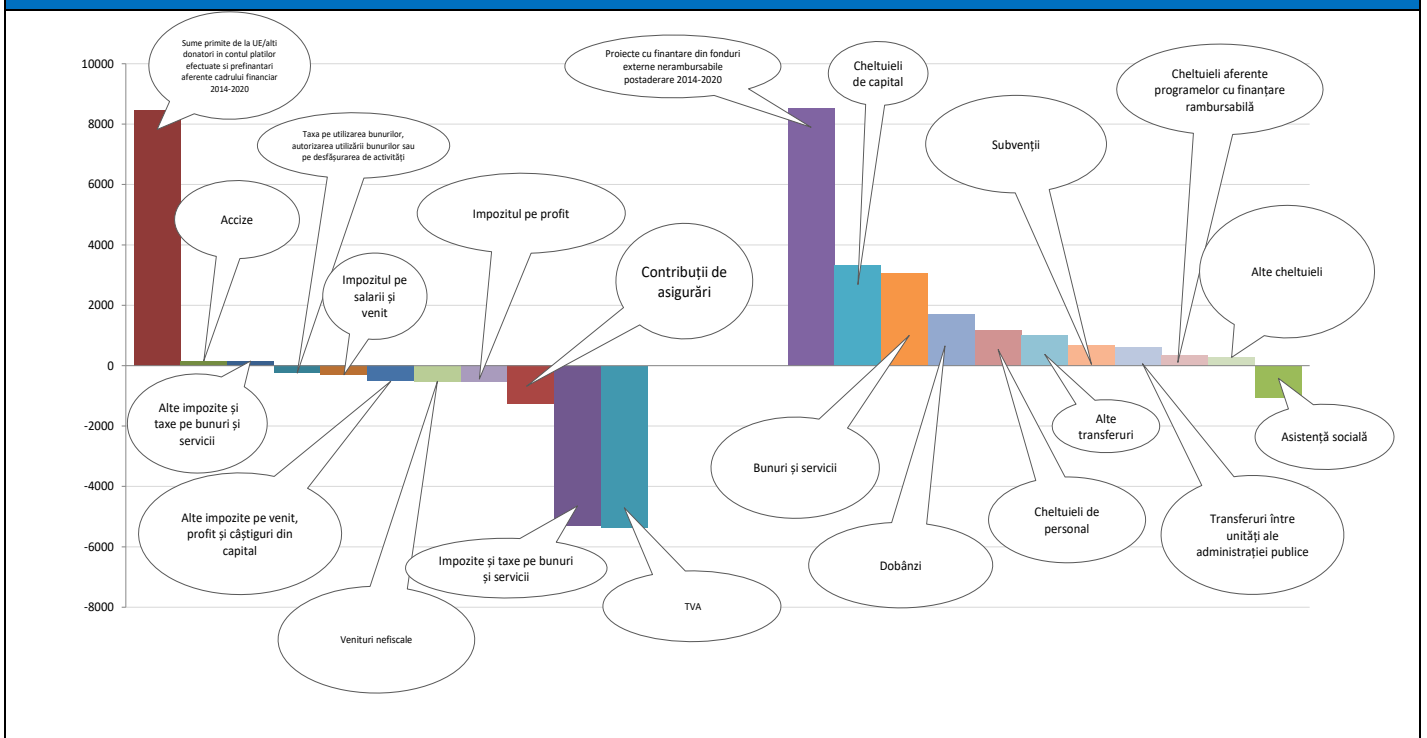 Sume primite de la UE/alti
donatori in contul platilor
efectuate si prefinantari
aferente cadrului financiar
2014-2020
Proiecte cu finantare din fonduri
externe nerambursabile
postaderare 2014-2020
Cheltuieli
de capital
Cheltuieli aferente
programelor cu finanțare
rambursabilă
Taxa pe utilizarea bunurilor,
autorizarea utilizării bunurilor sau
pe desfășurarea de activități
Subvenții
Accize
Impozitul pe profit
Impozitul pe
salarii și
venit
Contribuții de
asigurări
Alte cheltuieli
10000
8000
6000
4000
2000
0
-2000
-4000
-6000
-8000
Alte impozite și
taxe pe bunuri și
servicii
Alte impozite pe venit,
profit și câștiguri din
capital
Venituri nefiscale
Impozite și taxe pe bunuri
și servicii
TVA
Bunuri și servicii
Dobânzi
Cheltuieli de
personal
Alte
transferuri
Transferuri între
unități ale
administrației publice
Asistență socială